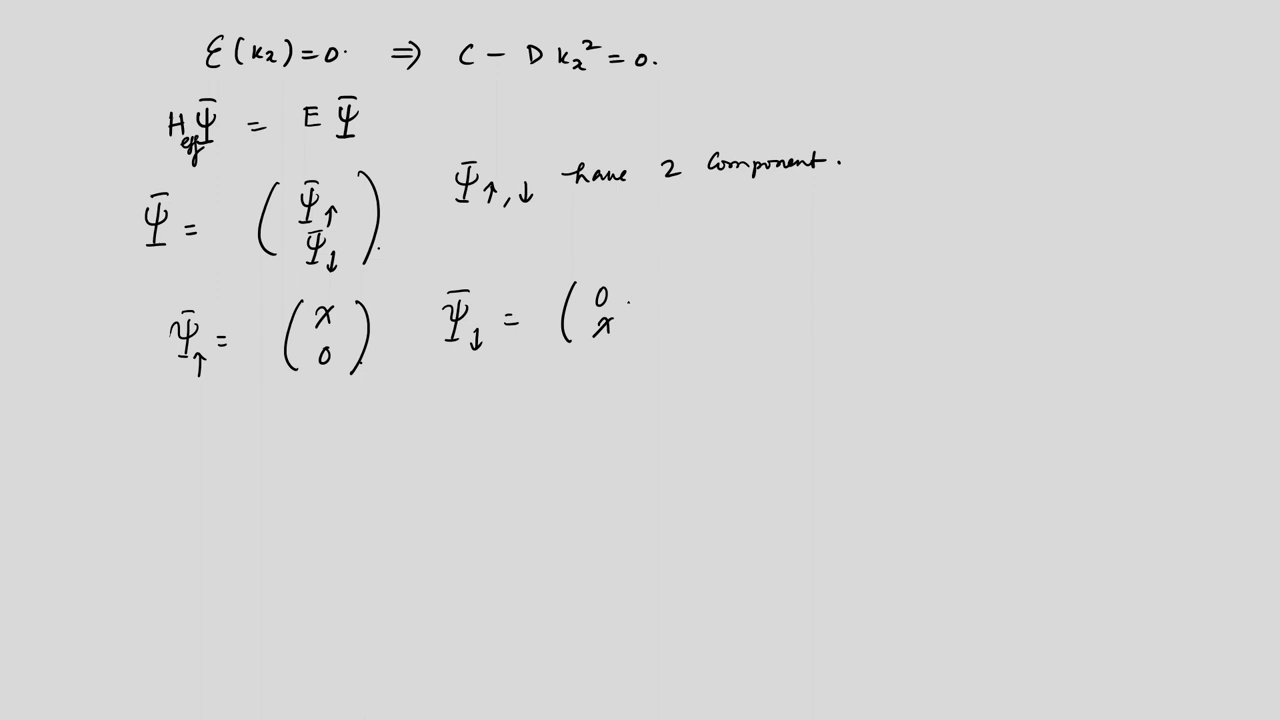 ε(k₂) = 0. ⇒ C − D k₂² = 0.
H_eff Ψ = E Ψ
Ψ = ( Ψ↑ Ψ↓ ) . Ψ↑,↓ have 2 component.
Ψ↑ = ( χ 0 ) Ψ↓ = ( 0 χ